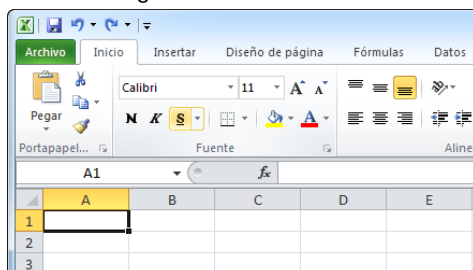 Archivo Inicio Insertar Diseño de página Fórmulas Datos
Calibri 11 A A
Pegar
N K S A
Portapapel... Fuente Aline
A1 fx
A B C D E
1
2
3